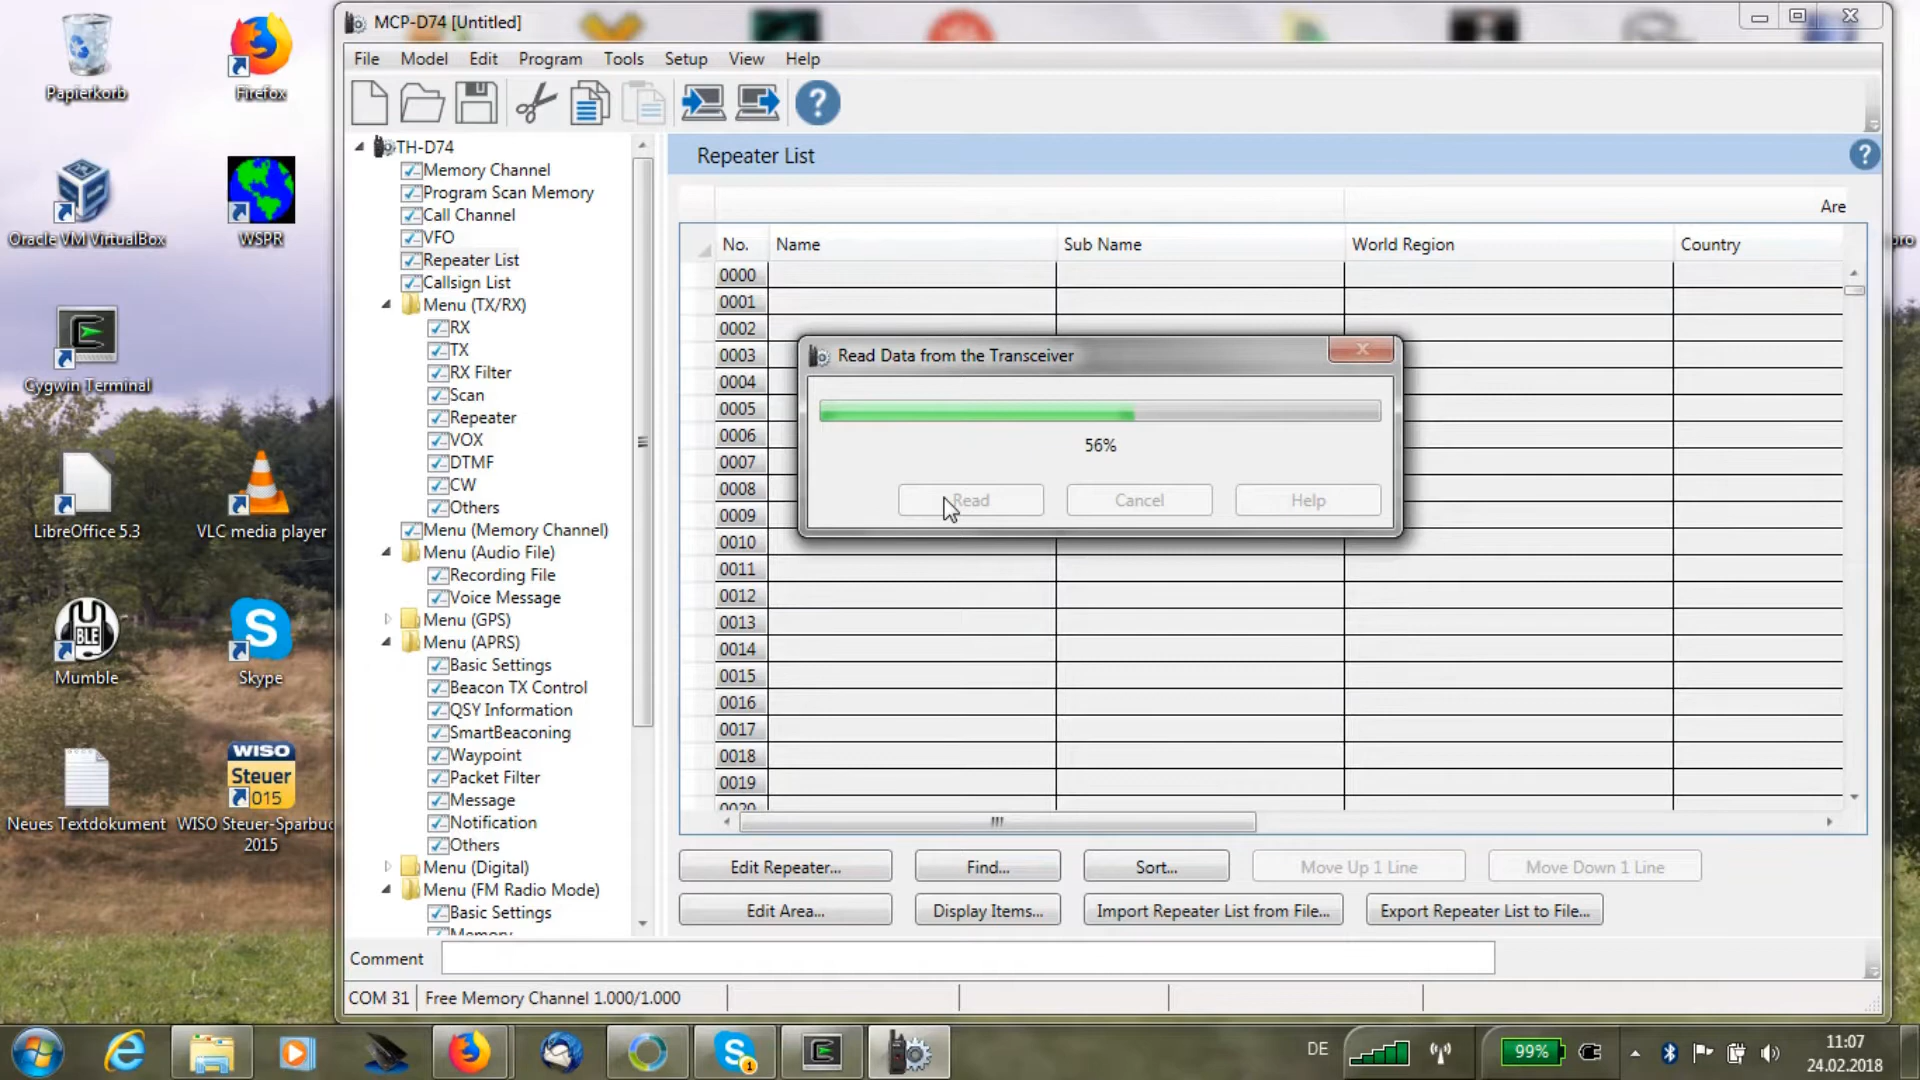 Papierkorb
Firefox
Oracle VM VirtualBox
WSPR
Cygwin Terminal
LibreOffice 5.3
VLC media player
BLE
Mumble
Skype
Neues Textdokument
WISO
Steuer
015
WISO Steuer-Sparbuc
2015
MCP-D74 [Untitled]
File Model Edit Program Tools Setup View Help
TH-D74
Memory Channel
Program Scan Memory
Call Channel
VFO
Repeater List
Callsign List
Menu (TX/RX)
RX
TX
RX Filter
Scan
Repeater
VOX
DTMF
CW
Others
Menu (Memory Channel)
Menu (Audio File)
Recording File
Voice Message
Menu (GPS)
Menu (APRS)
Basic Settings
Beacon TX Control
QSY Information
SmartBeaconing
Waypoint
Packet Filter
Message
Notification
Others
Menu (Digital)
Menu (FM Radio Mode)
Basic Settings
Memory
Repeater List
Are
No. Name Sub Name World Region Country
0000
0001
0002
0003
0004
0005
0006
0007
0008
0009
0010
0011
0012
0013
0014
0015
0016
0017
0018
0019
0020
Read Data from the Transceiver
56%
Read Cancel Help
Edit Repeater... Find... Sort... Move Up 1 Line Move Down 1 Line
Edit Area... Display Items... Import Repeater List from File... Export Repeater List to File...
Comment
COM 31 Free Memory Channel 1.000/1.000
DE
99%
11:07
24.02.2018